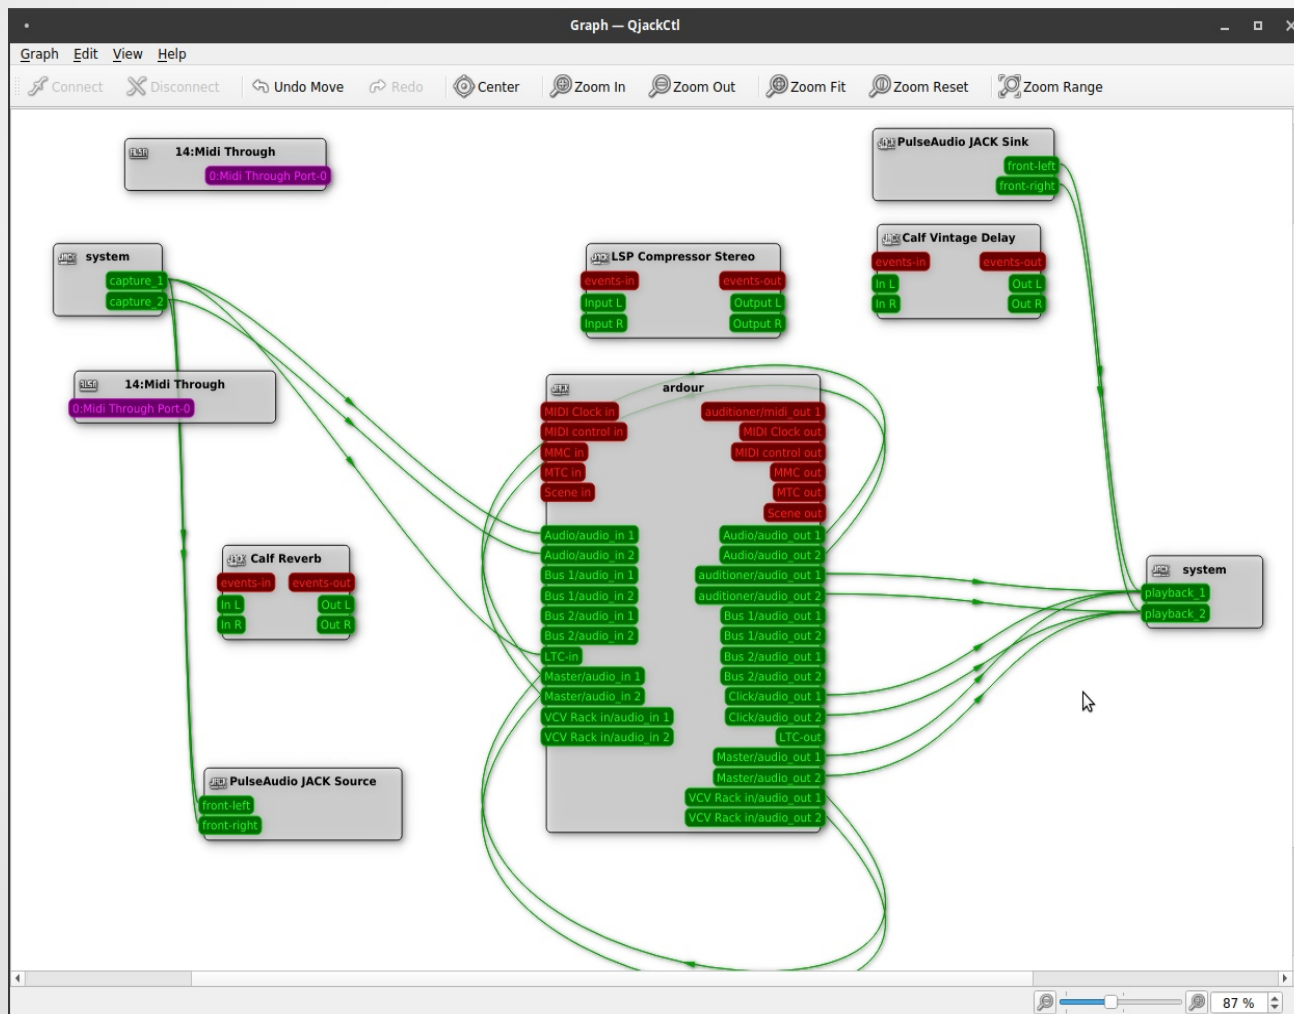 Graph — QjackCtl
Graph Edit View Help
Connect Disconnect Undo Move Redo Center Zoom In Zoom Out Zoom Fit Zoom Reset Zoom Range
14:Midi Through
0:Midi Through Port-0
PulseAudio JACK Sink
front-left
front-right
system
capture_1
capture_2
LSP Compressor Stereo
events-in events-out
Input L Output L
Input R Output R
Calf Vintage Delay
events-in events-out
In L Out L
In R Out R
14:Midi Through
0:Midi Through Port-0
ardour
MIDI Clock in auditioner/midi_out 1
MIDI control in MIDI Clock out
MMC in MIDI control out
MTC in MMC out
Scene in MTC out
Scene out
Audio/audio_in 1 Audio/audio_out 1
Audio/audio_in 2 Audio/audio_out 2
Bus 1/audio_in 1 auditioner/audio_out 1
Bus 1/audio_in 2 auditioner/audio_out 2
Bus 2/audio_in 1 Bus 1/audio_out 1
Bus 2/audio_in 2 Bus 1/audio_out 2
LTC-in Bus 2/audio_out 1
Master/audio_in 1 Bus 2/audio_out 2
Master/audio_in 2 Click/audio_out 1
VCV Rack in/audio_in 1 Click/audio_out 2
VCV Rack in/audio_in 2 LTC-out
Master/audio_out 1
Master/audio_out 2
VCV Rack in/audio_out 1
VCV Rack in/audio_out 2
Calf Reverb
events-in events-out
In L Out L
In R Out R
system
playback_1
playback_2
PulseAudio JACK Source
front-left
front-right
87 %